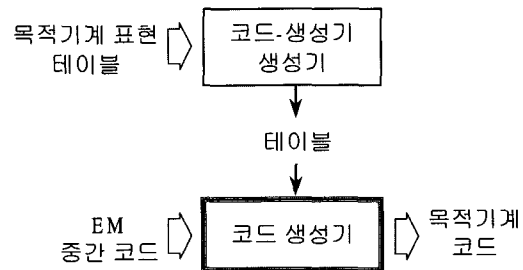 목적기계 표현
테이블
코드-생성기
생성기
테이블
EM
중간 코드
코드 생성기
목적기계
코드